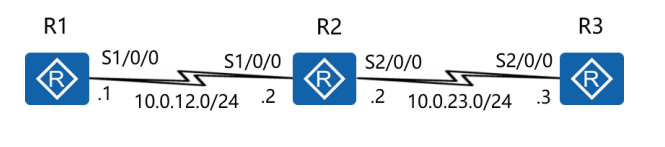 R1 R2 R3
S1/0/0 S1/0/0 S2/0/0 S2/0/0
R R R
.1 10.0.12.0/24 .2 .2 10.0.23.0/24 .3